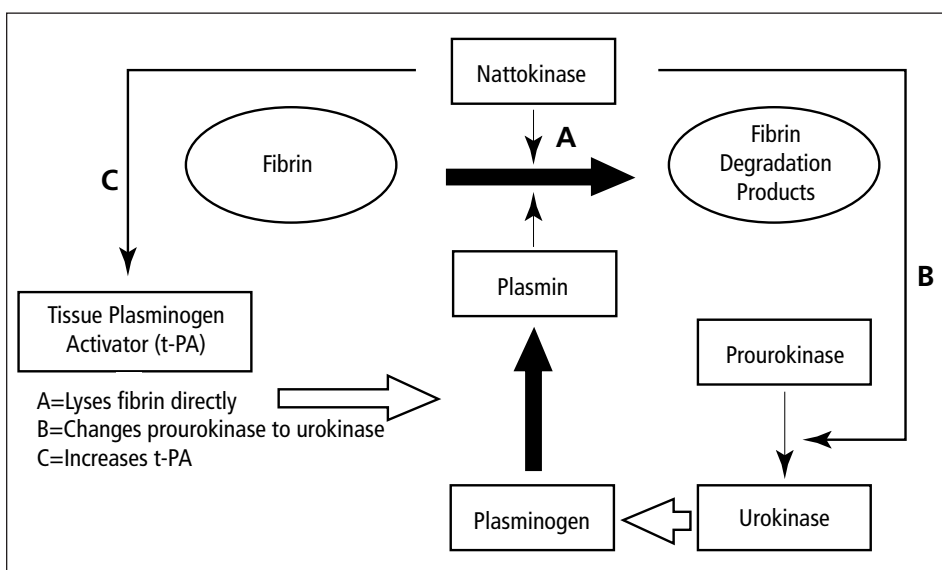 Nattokinase
A
C
Fibrin
Fibrin
Degradation
Products
Plasmin
B
Tissue Plasminogen
Activator (t-PA)
Prourokinase
A=Lyses fibrin directly
B=Changes prourokinase to urokinase
C=Increases t-PA
Plasminogen
Urokinase